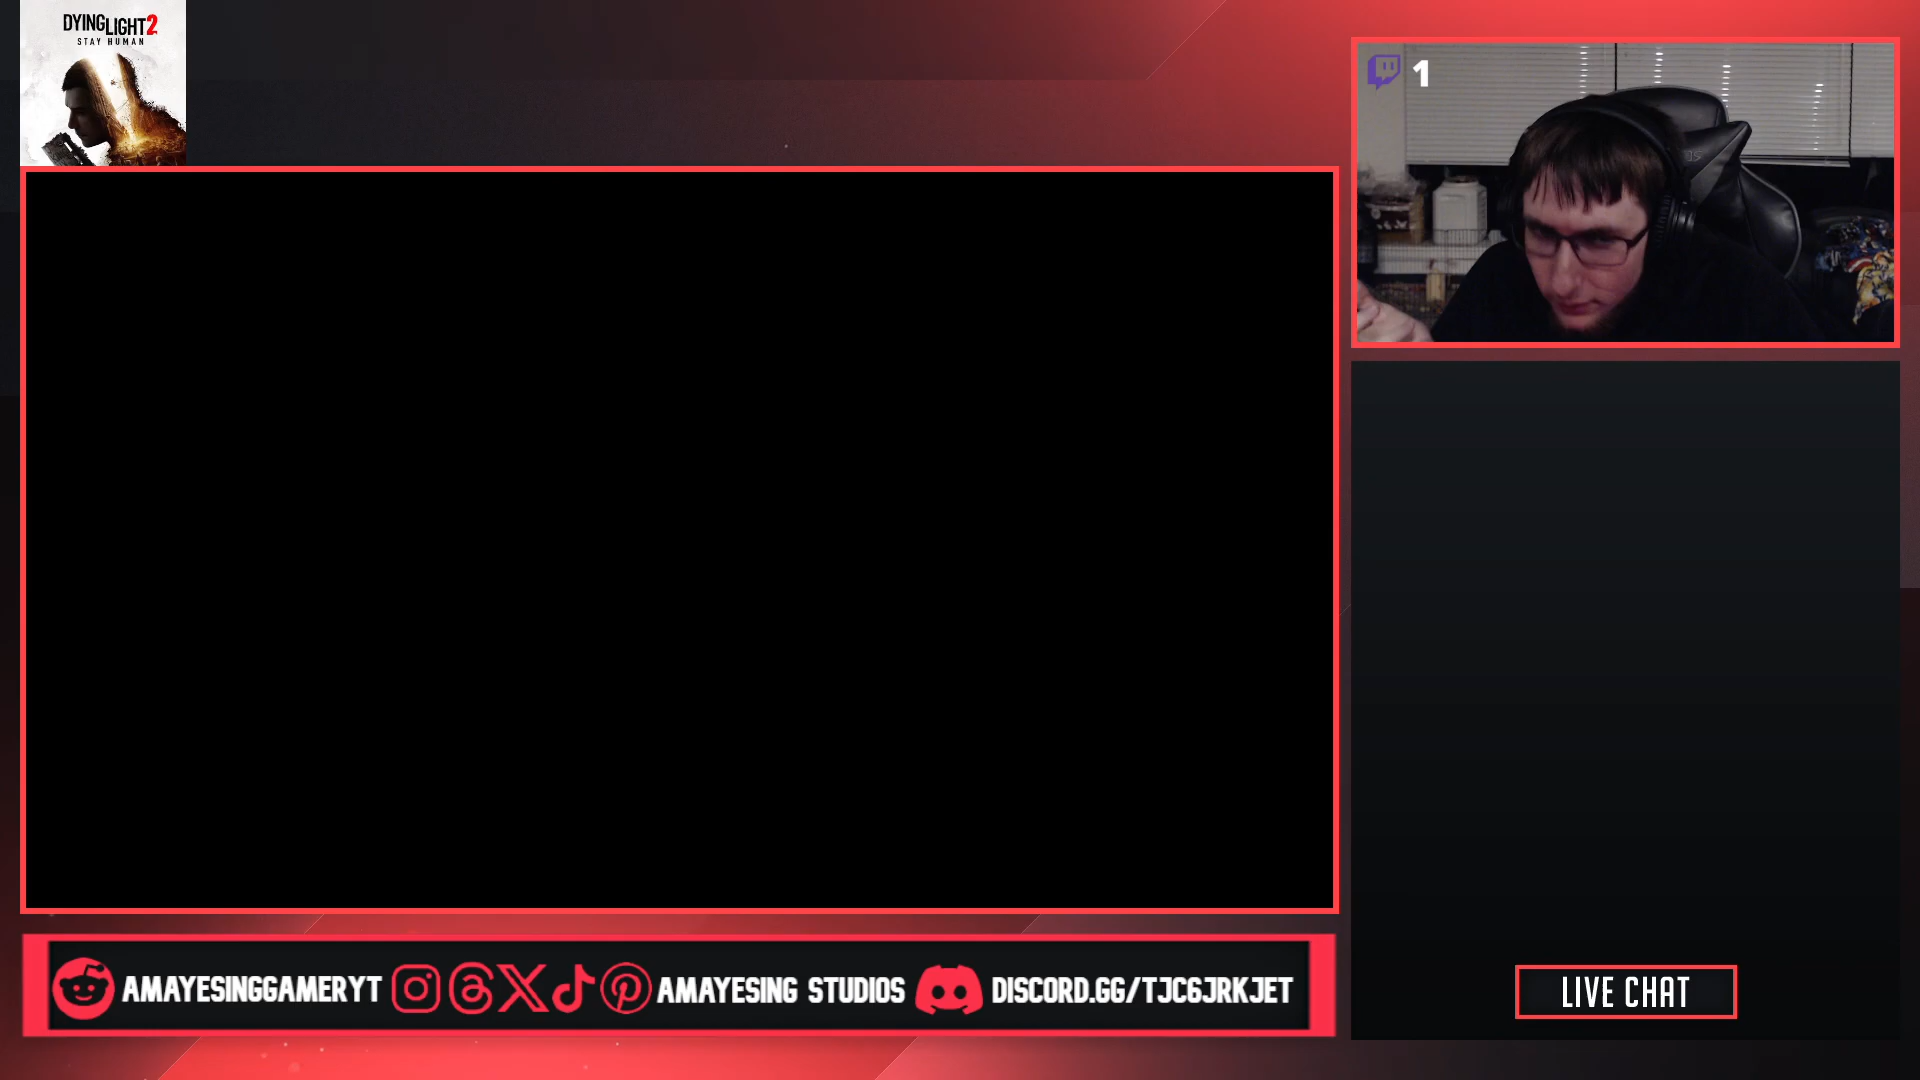 DYING LIGHT 2
STAY HUMAN
1
AMAYESINGGAMERYT
AMAYESING STUDIOS
DISCORD.GG/TJC6JRKJET
LIVE CHAT